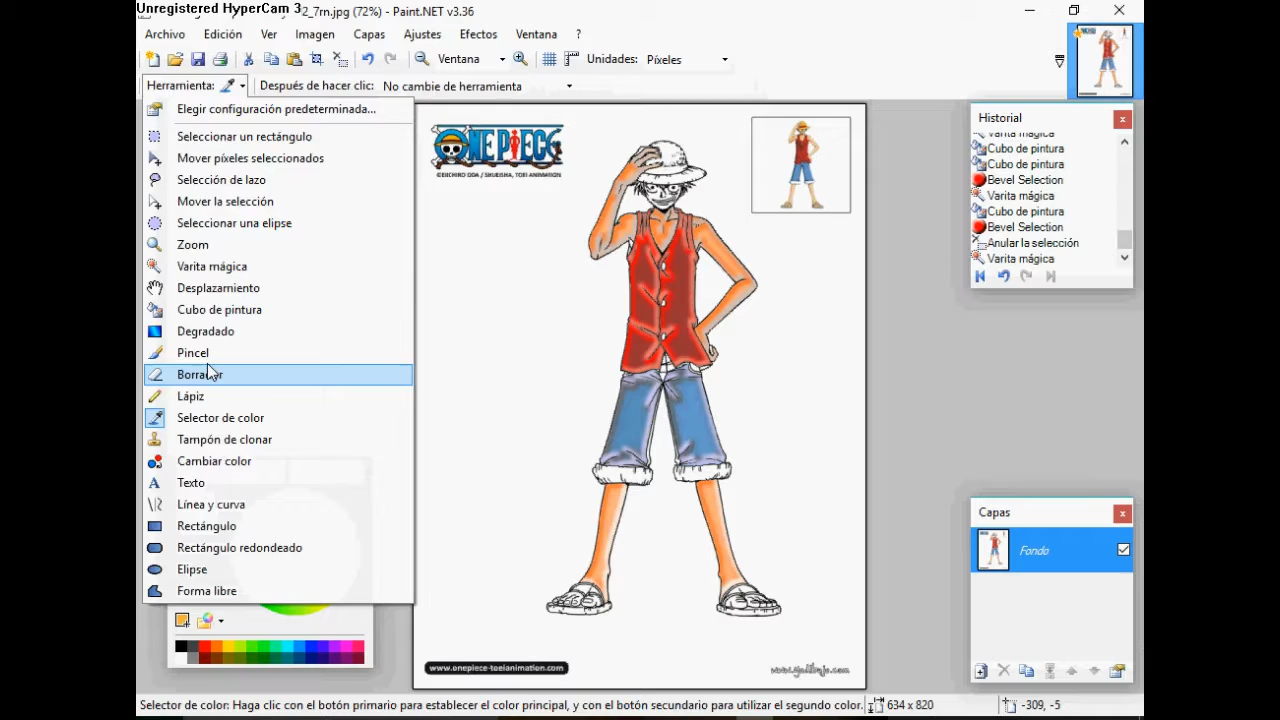 Unregistered HyperCam 3
2_7rn.jpg (72%) - Paint.NET v3.36
Archivo Edición Ver Imagen Capas Ajustes Efectos Ventana ?
Ventana Unidades: Píxeles
Herramienta: Después de hacer clic: No cambie de herramienta
Elegir configuración predeterminada...
Seleccionar un rectángulo
Mover píxeles seleccionados
Selección de lazo
Mover la selección
Seleccionar una elipse
Zoom
Varita mágica
Desplazamiento
Cubo de pintura
Degradado
Pincel
Borrador
Lápiz
Selector de color
Tampón de clonar
Cambiar color
Texto
Línea y curva
Rectángulo
Rectángulo redondeado
Elipse
Forma libre
ONE PIECE
©EIICHIRO ODA / SHUEISHA, TOEI ANIMATION
www.onepiece-toeianimation.com
Historial
Varita mágica
Cubo de pintura
Cubo de pintura
Bevel Selection
Varita mágica
Cubo de pintura
Bevel Selection
Anular la selección
Varita mágica
Capas
Fondo
Selector de color: Haga clic con el botón primario para establecer el color principal, y con el botón secundario para utilizar el segundo color.
634 x 820
-309, -5